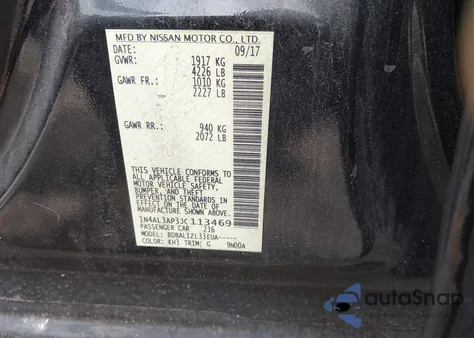 MFD BY NISSAN MOTOR CO., LTD.
DATE: 09/17
GVWR: 1917 KG
4226 LB
GAWR FR.: 1010 KG
2227 LB
GAWR RR.: 940 KG
2072 LB
THIS VEHICLE CONFORMS TO ALL
APPLICABLE FEDERAL
MOTOR VEHICLE SAFETY,
BUMPER, AND THEFT
PREVENTION STANDARDS
IN EFFECT ON THE DATE OF
MANUFACTURE SHOWN ABOVE.
1N4AL3AP3JC113469
PASSENGER CAR 216
MODEL: BDBALIZL33EUA-----
COLOR: KH3 TRIM: G 9N00A
autoSnap